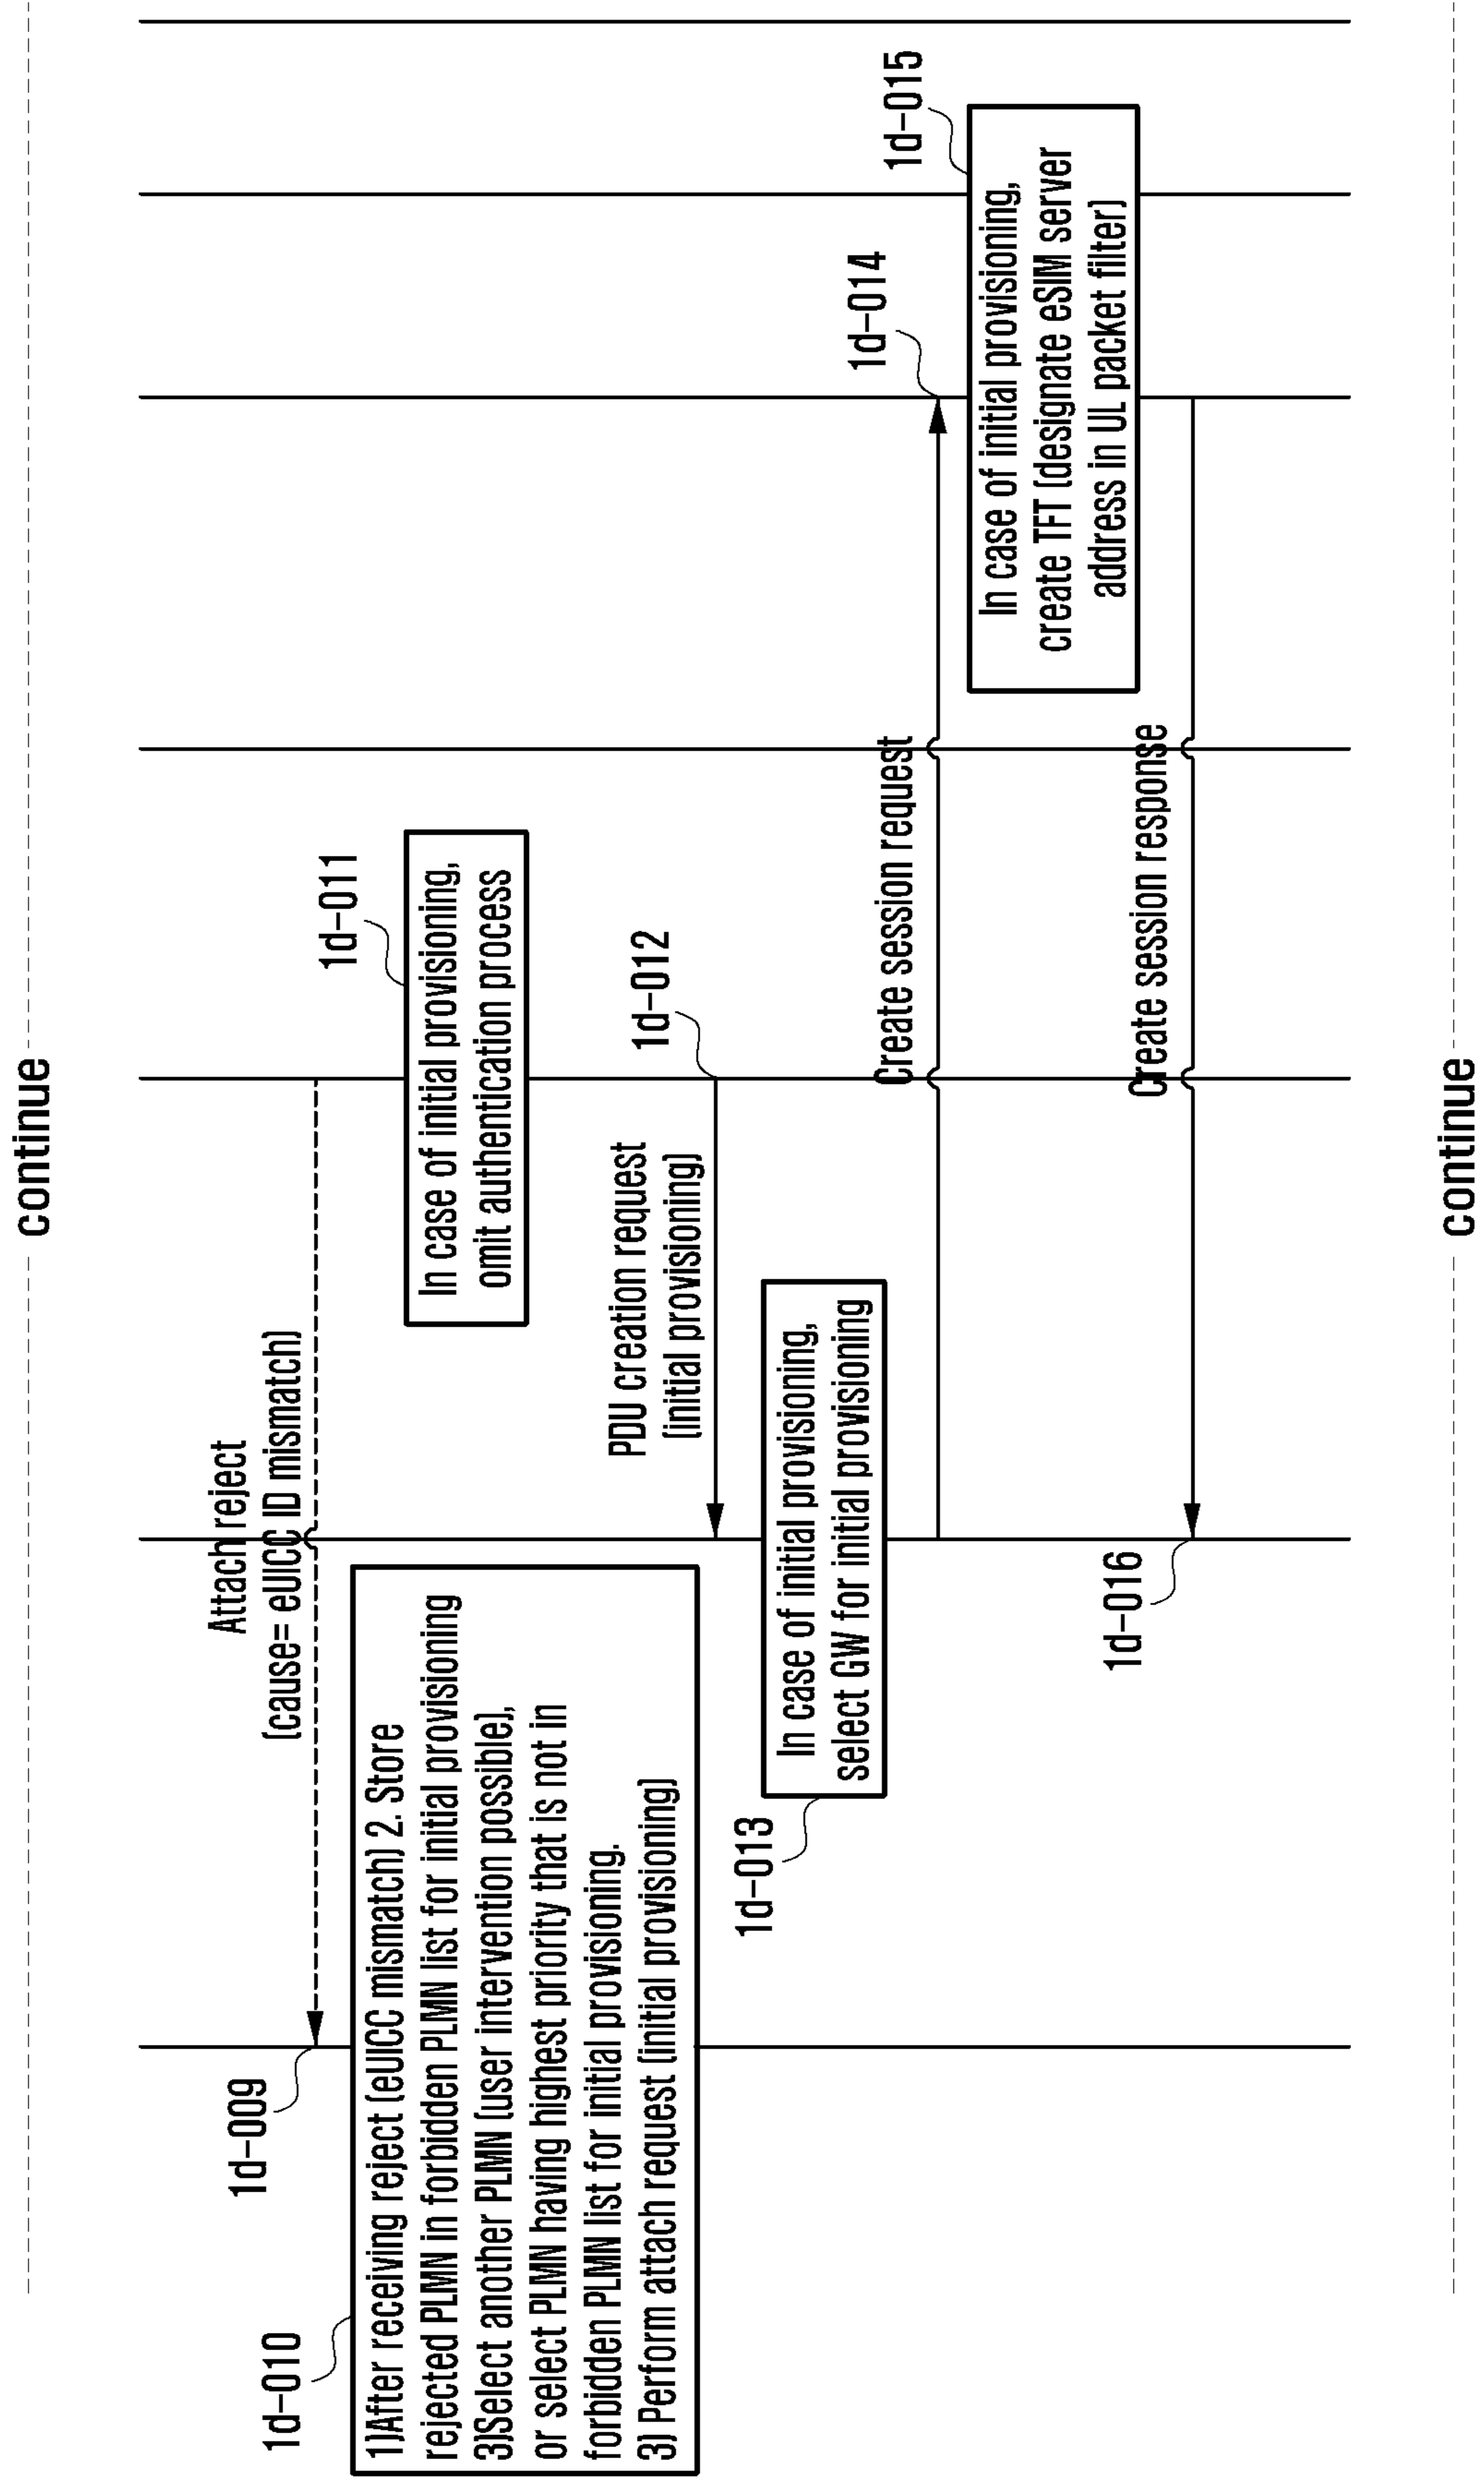 continue
Attach reject
(cause= eUICC ID mismatch)
1d-009
1d-010
1)After receiving reject (eUICC mismatch) 2. Store
rejected PLMN in forbidden PLMN list for initial provisioning
3)Select another PLMN (user intervention possible),
or select PLMN having highest priority that is not in
forbidden PLMN list for initial provisioning.
3) Perform attach request (initial provisioning)
1d-011
In case of initial provisioning,
omit authentication process
PDU creation request
(initial provisioning)
1d-012
1d-013
In case of initial provisioning,
select GW for initial provisioning
Create session request
1d-014
1d-015
In case of initial provisioning,
create TFT (designate eSIM server
address in UL packet filter)
Create session response
1d-016
continue